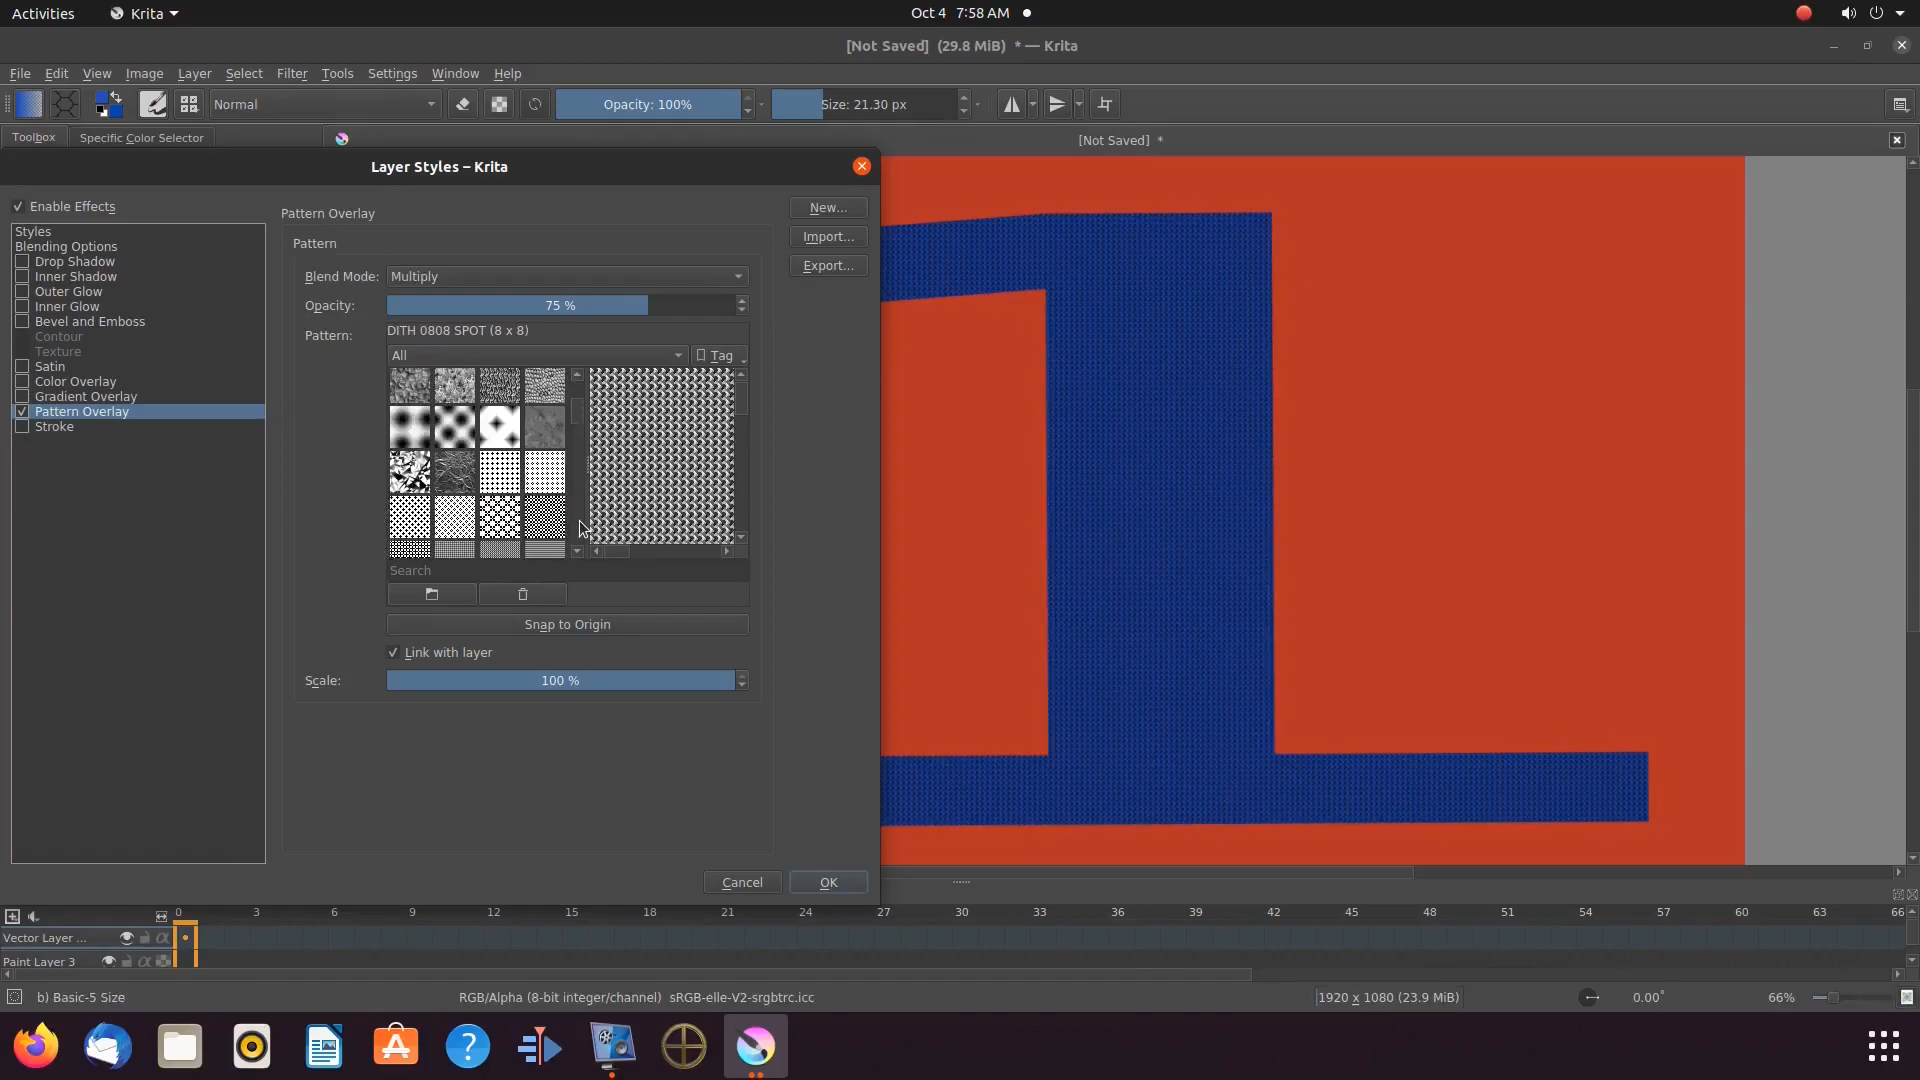 Activities Krita Oct 4 7:58 AM
[Not Saved] (29.8 MiB) * — Krita
File Edit View Image Layer Select Filter Tools Settings Window Help
Normal Opacity: 100% Size: 21.30 px
Toolbox Specific Color Selector [Not Saved] *
Layer Styles – Krita
Enable Effects
Pattern Overlay
New...
Import...
Export...
Styles
Blending Options
Drop Shadow
Inner Shadow
Outer Glow
Inner Glow
Bevel and Emboss
Contour
Texture
Satin
Color Overlay
Gradient Overlay
Pattern Overlay
Stroke
Pattern
Blend Mode: Multiply
Opacity: 75 %
Pattern: DITH 0808 SPOT (8 x 8)
All Tag
Search
Snap to Origin
Link with layer
Scale: 100 %
Cancel OK
0 3 6 9 12 15 18 21 24 27 30 33 36 39 42 45 48 51 54 57 60 63 66
Vector Layer ...
Paint Layer 3
b) Basic-5 Size RGB/Alpha (8-bit integer/channel) sRGB-elle-V2-srgbtrc.icc 1920 x 1080 (23.9 MiB) 0.00° 66%